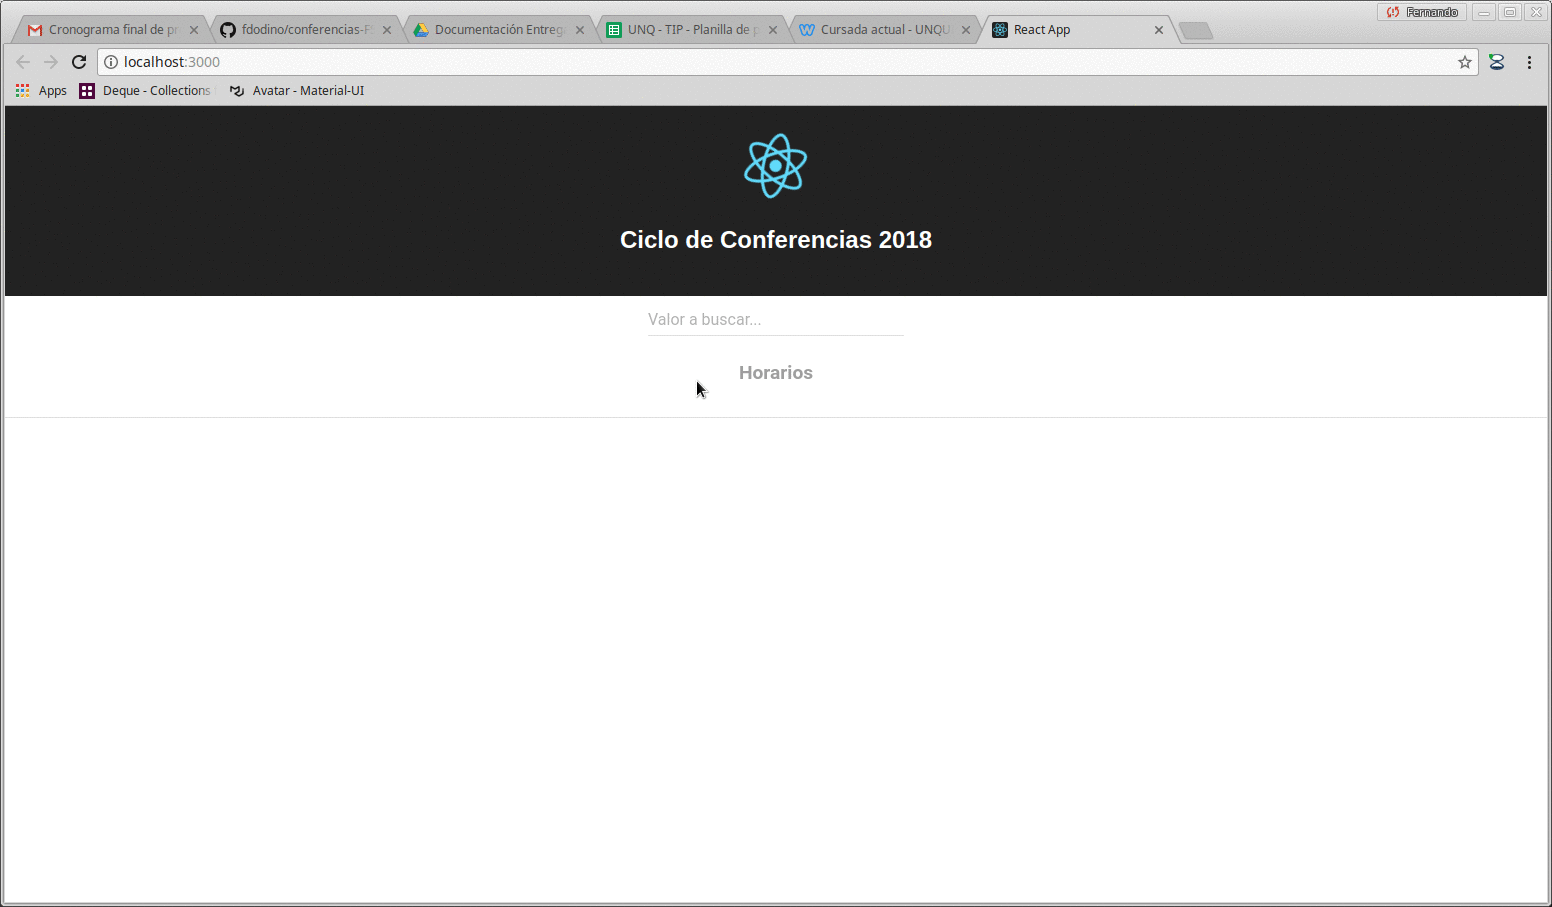 Fernando
Cronograma final de pr
fdodino/conferencias-F
Documentación Entreg
UNQ - TIP - Planilla de p
Cursada actual - UNQU
React App
localhost:3000
Apps
Deque - Collections
Avatar - Material-UI
Ciclo de Conferencias 2018
Valor a buscar...
Horarios